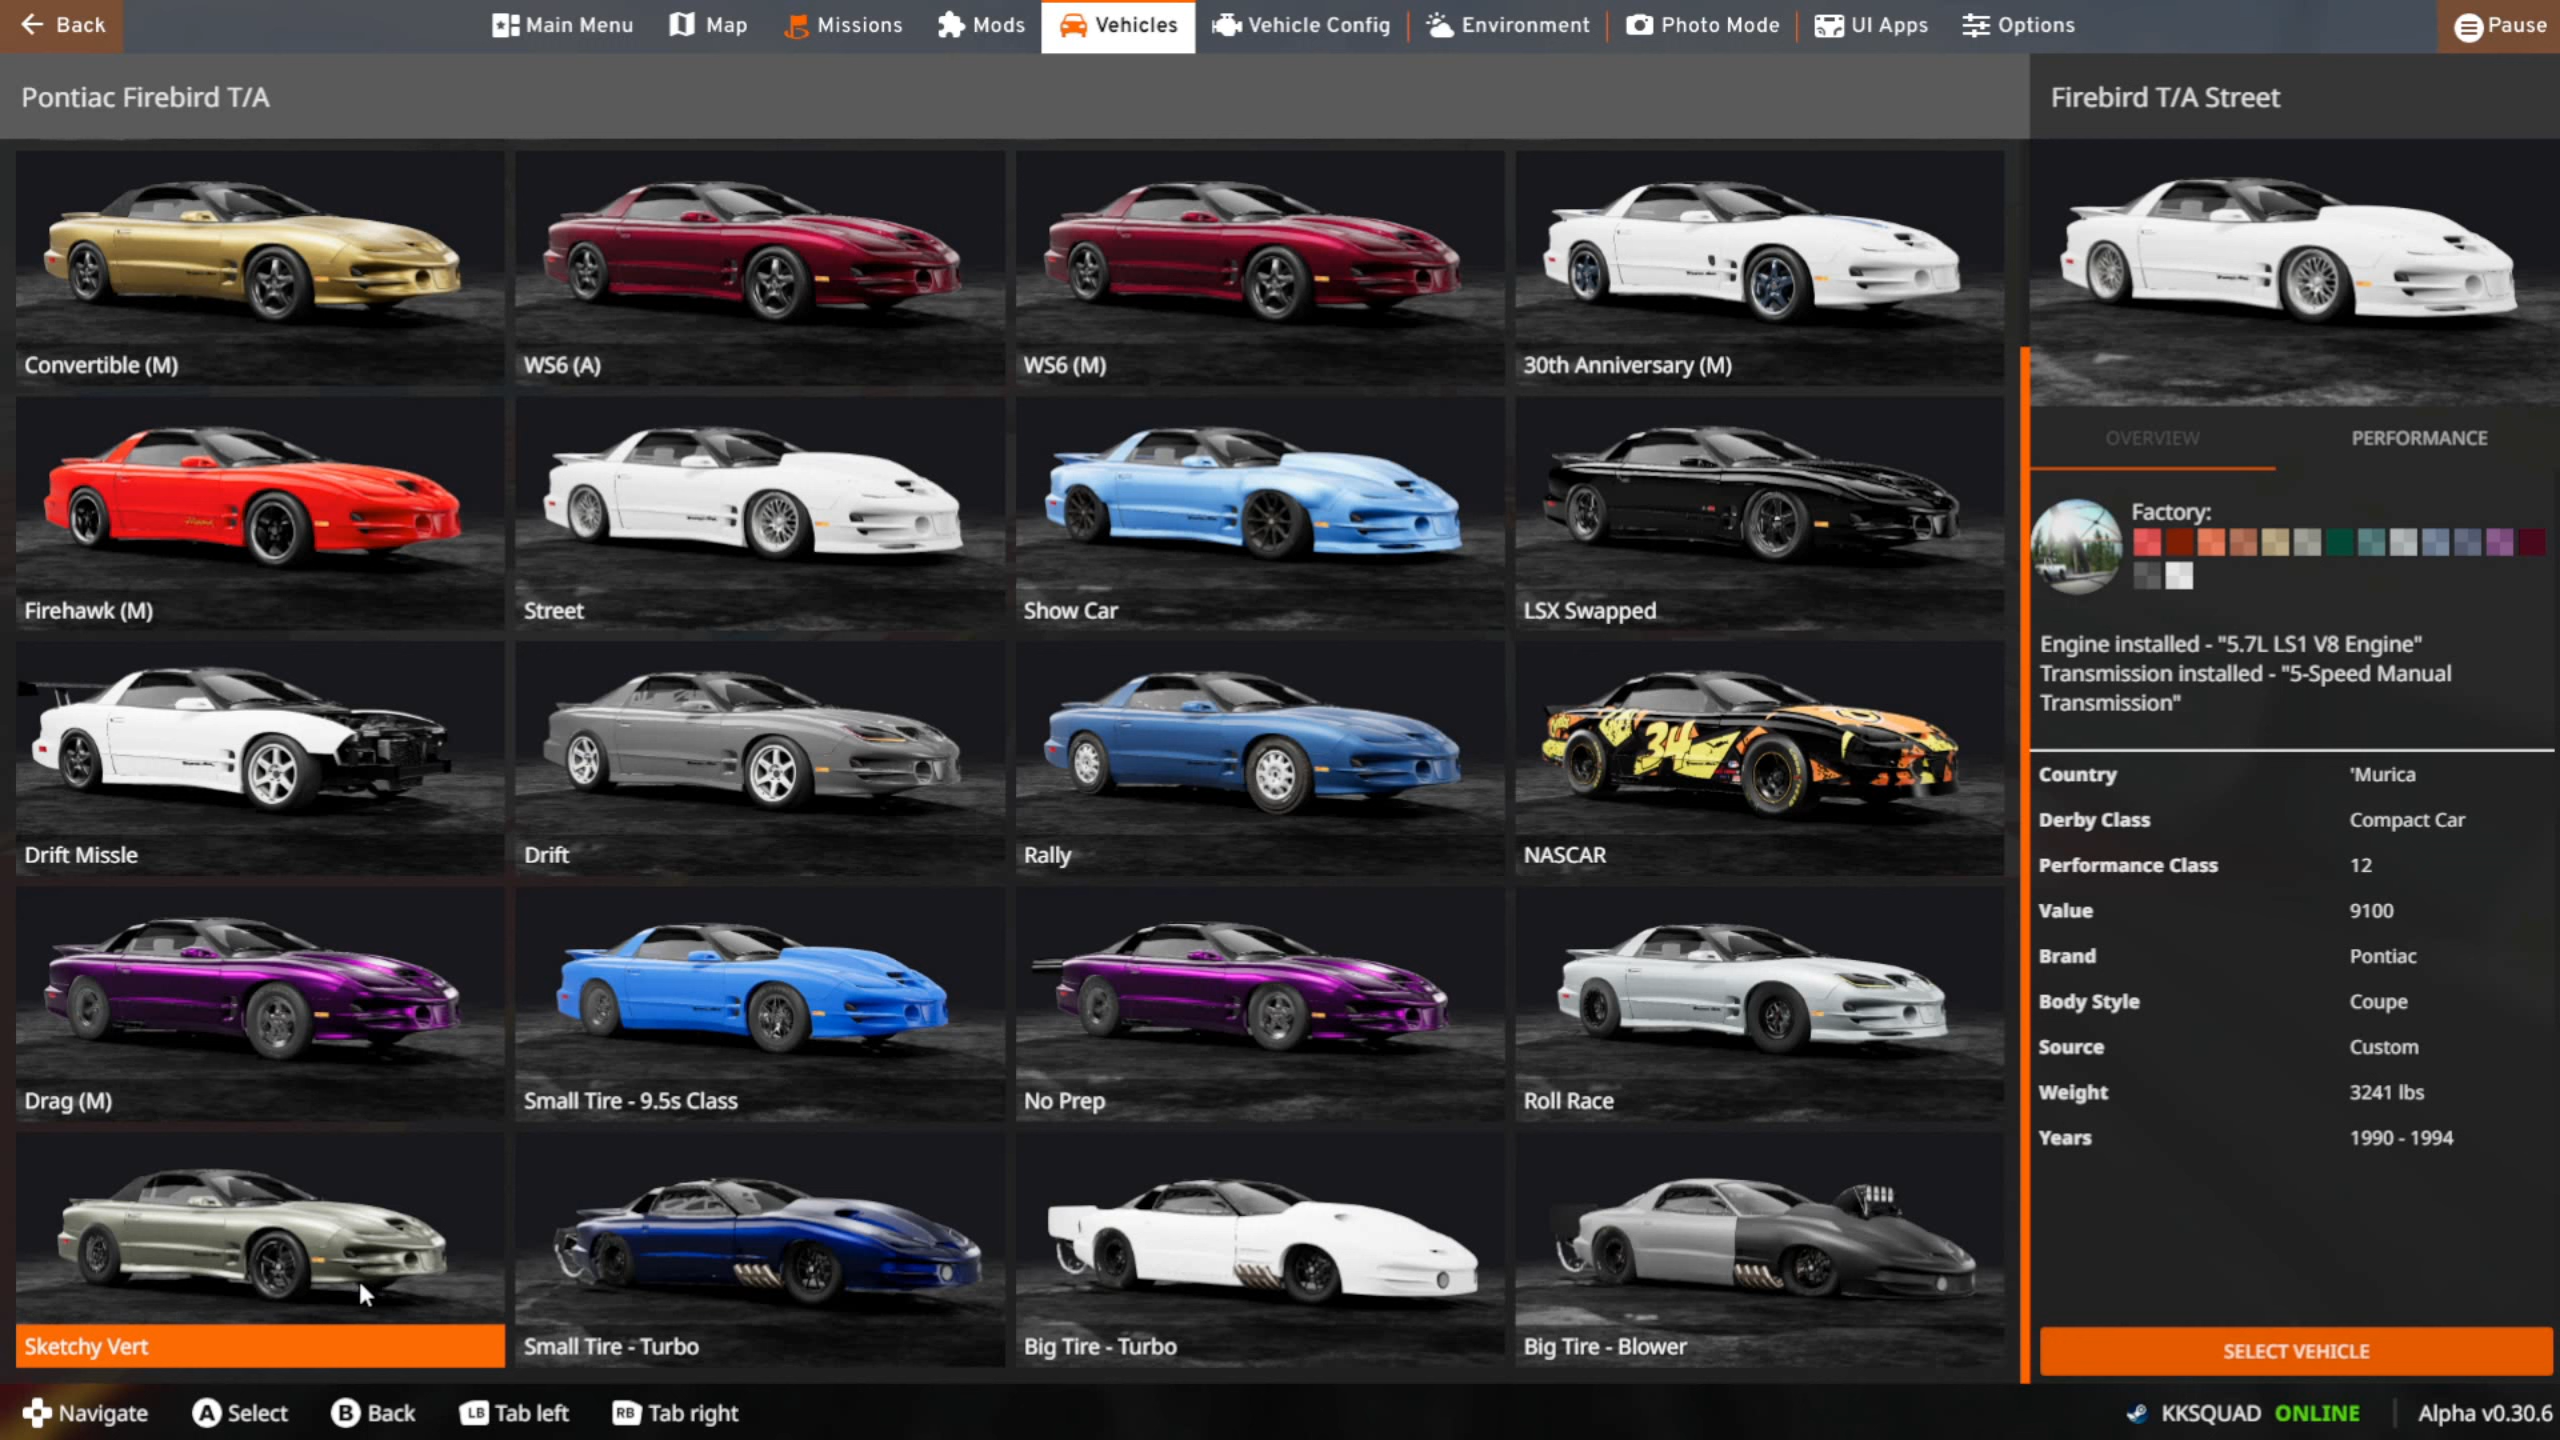 Back
Main Menu
Map
Missions
Mods
Vehicles
Vehicle Config
Environment
Photo Mode
UI Apps
Options
Pause
Pontiac Firebird T/A
Firebird T/A Street
Convertible (M)
WS6 (A)
WS6 (M)
30th Anniversary (M)
Firehawk (M)
Street
Show Car
LSX Swapped
Drift Missle
Drift
Rally
34
NASCAR
Drag (M)
Small Tire - 9.5s Class
No Prep
Roll Race
Sketchy Vert
Small Tire - Turbo
Big Tire - Turbo
Big Tire - Blower
OVERVIEW
PERFORMANCE
Factory:
Engine installed - "5.7L LS1 V8 Engine"
Transmission installed - "5-Speed Manual
Transmission"
Country 'Murica
Derby Class Compact Car
Performance Class 12
Value 9100
Brand Pontiac
Body Style Coupe
Source Custom
Weight 3241 lbs
Years 1990 - 1994
SELECT VEHICLE
Navigate
A Select
B Back
LB Tab left
RB Tab right
KKSQUAD ONLINE
Alpha v0.30.6